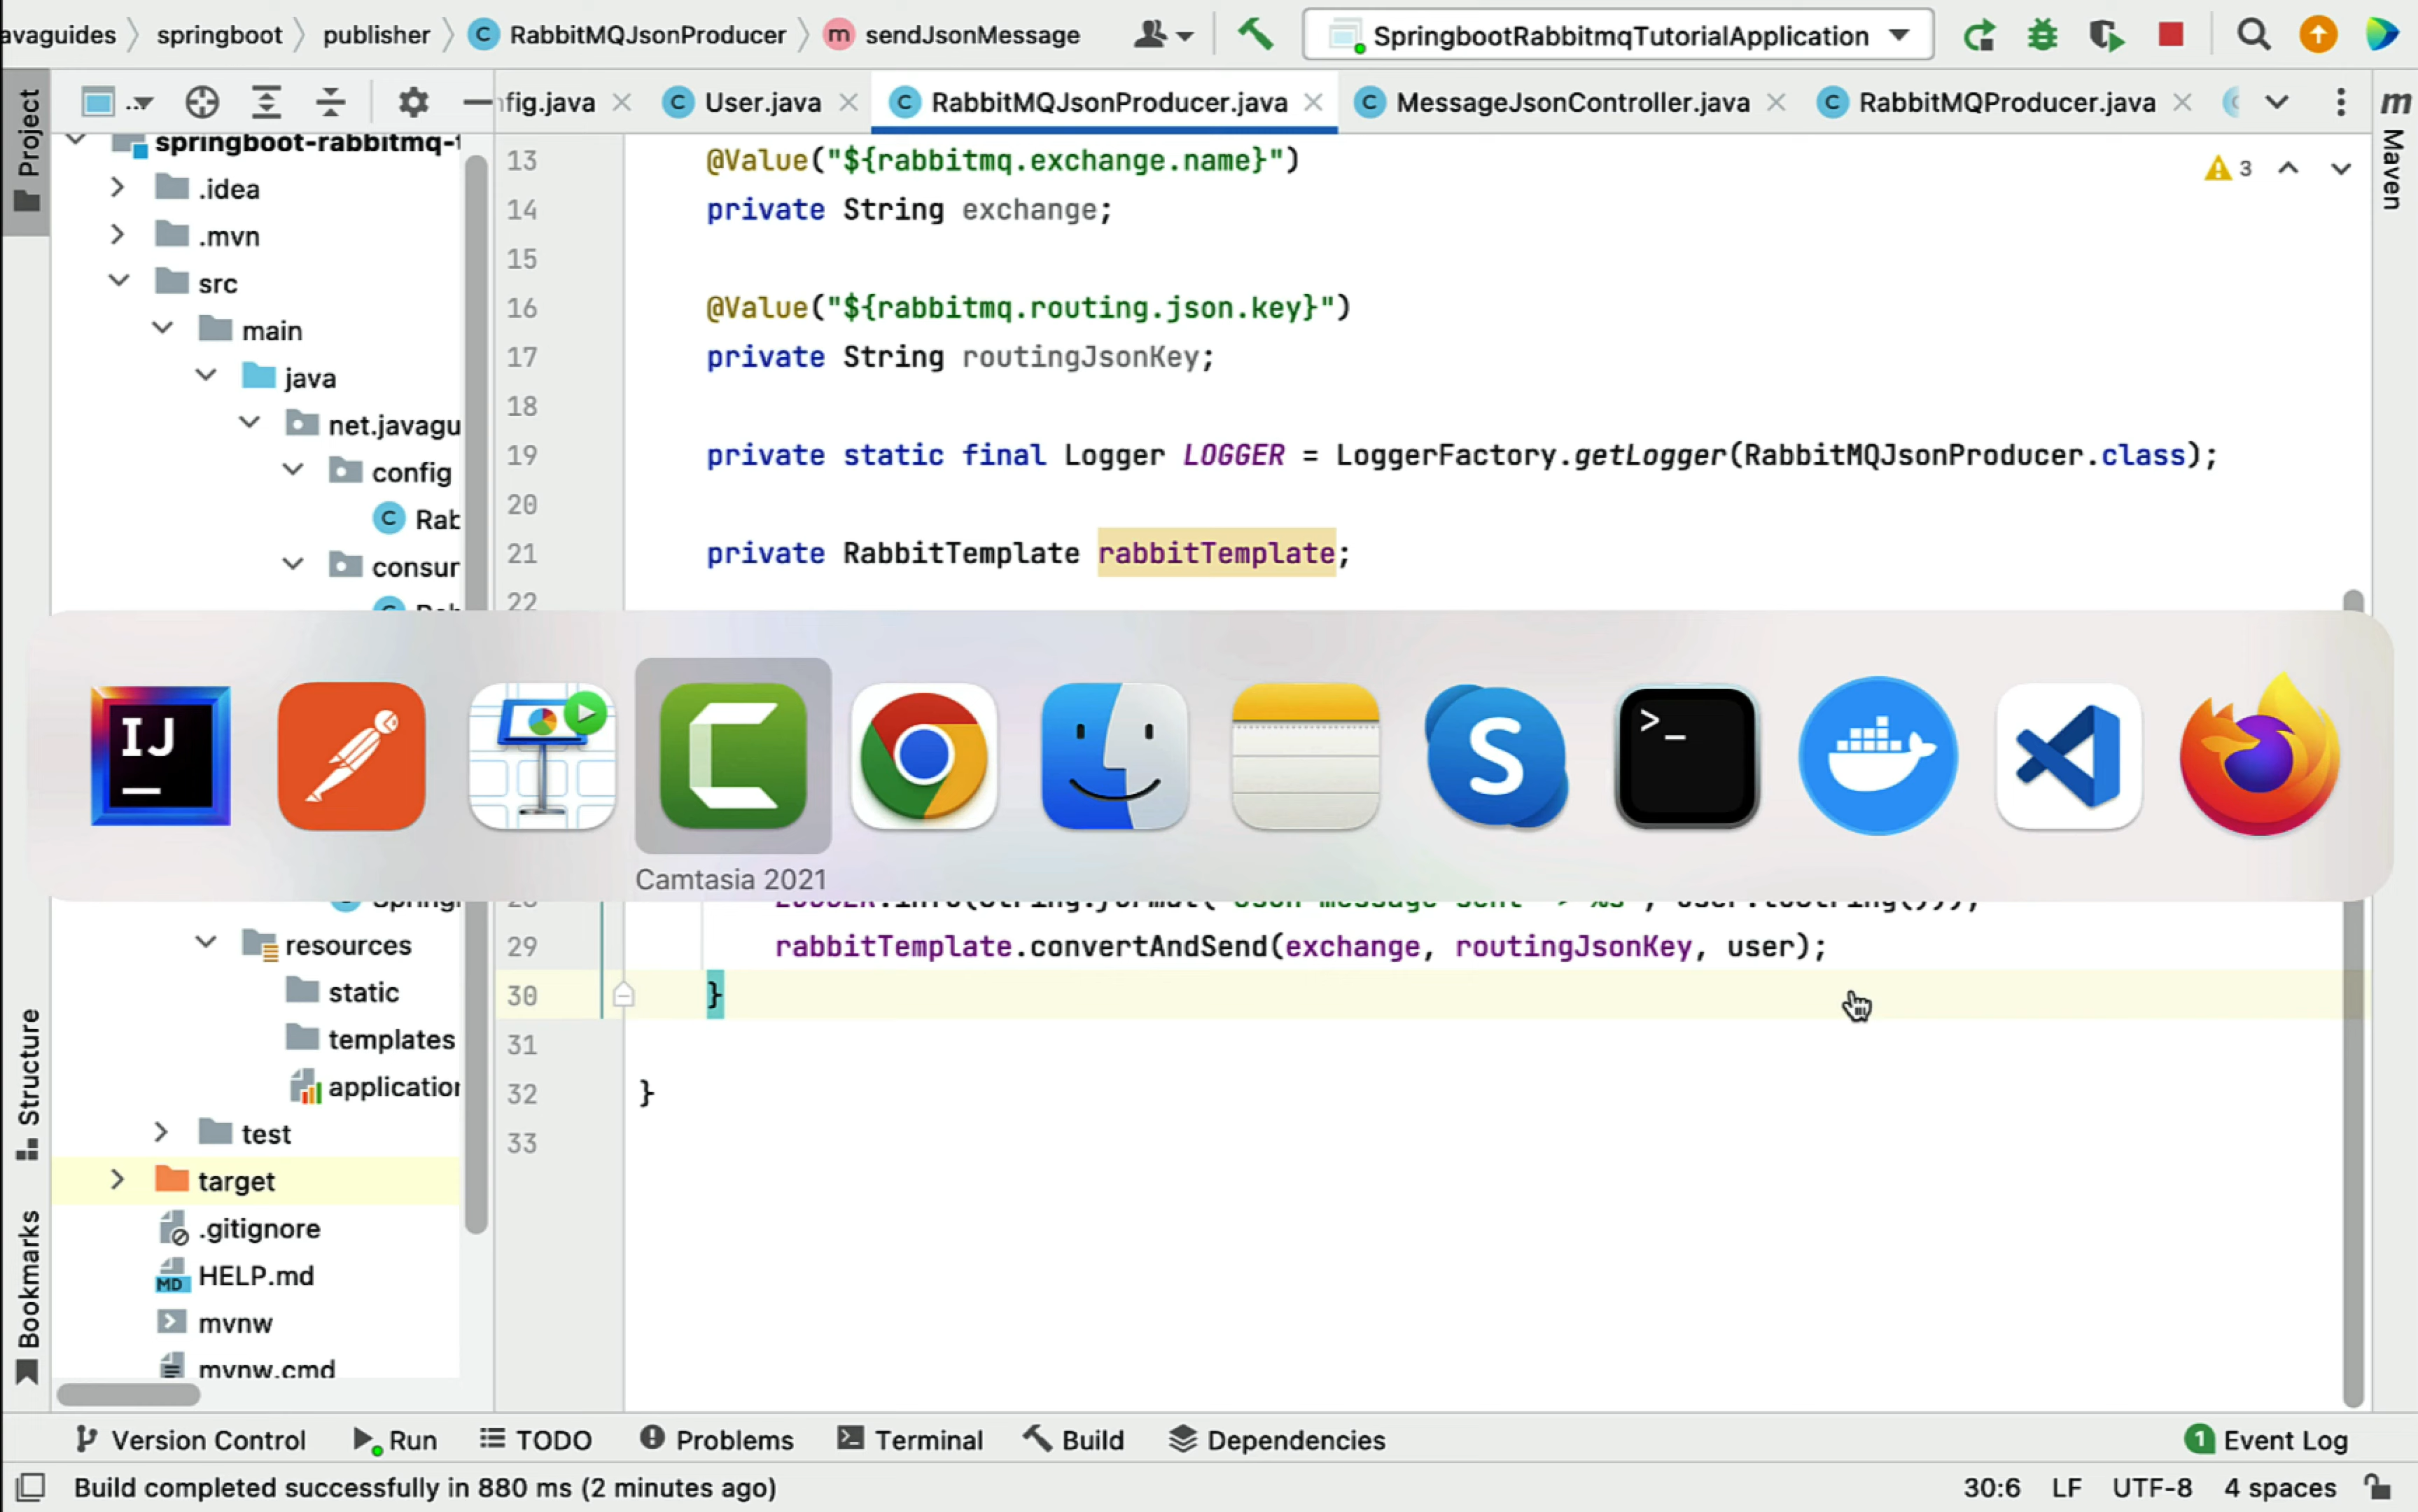 avaguides
springboot
publisher
C RabbitMQJsonProducer
m sendJsonMessage
SpringbootRabbitmqTutorialApplication
Project
fig.java
C User.java
C RabbitMQJsonProducer.java
C MessageJsonController.java
C RabbitMQProducer.java
m
Maven
springboot-rabbitmq-
.idea
.mvn
src
main
java
net.javagu
config
C Rab
consur
13 @Value("${rabbitmq.exchange.name}")
3
14 private String exchange;
15
16 @Value("${rabbitmq.routing.json.key}")
17 private String routingJsonKey;
18
19 private static final Logger LOGGER = LoggerFactory.getLogger(RabbitMQJsonProducer.class);
20
21 private RabbitTemplate rabbitTemplate;
22
IJ
S
>_
Camtasia 2021
29 rabbitTemplate.convertAndSend(exchange, routingJsonKey, user);
30 }
31
32 }
33
resources
static
templates
application
test
target
.gitignore
MD HELP.md
mvnw
mvnw.cmd
Structure
Bookmarks
Version Control
Run
TODO
Problems
Terminal
Build
Dependencies
1 Event Log
Build completed successfully in 880 ms (2 minutes ago)
30:6 LF UTF-8 4 spaces